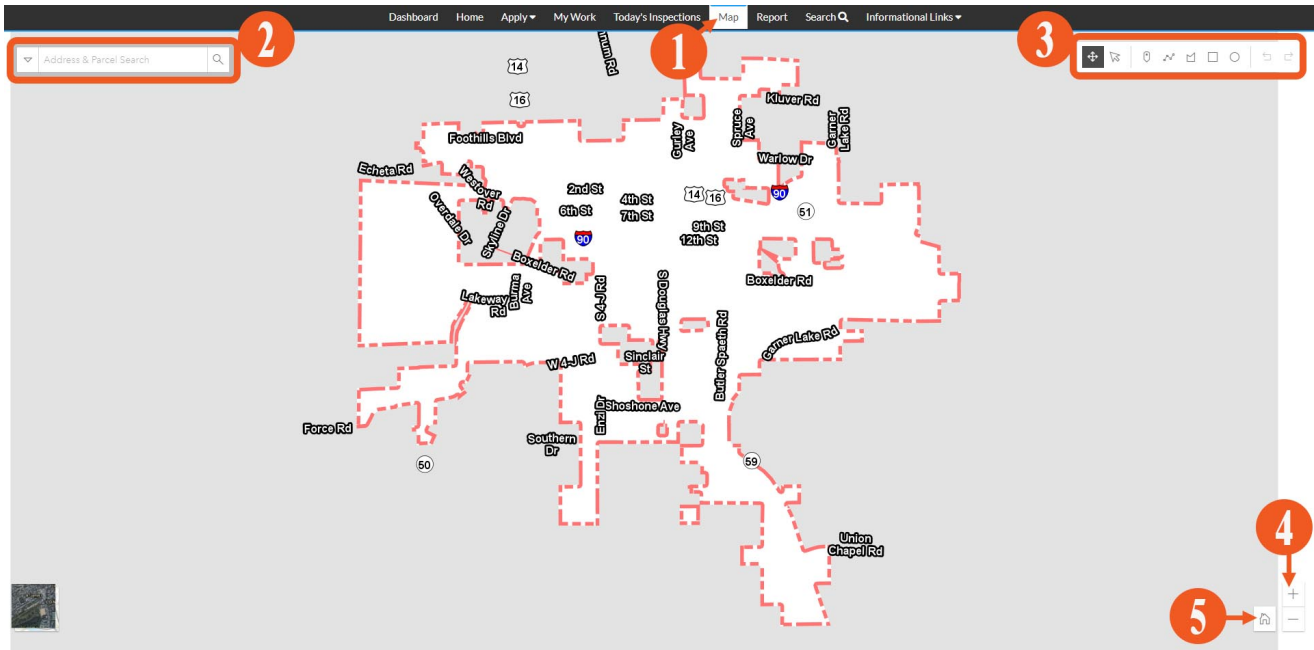 Dashboard Home Apply My Work Today's Inspections Map Report Search Informational Links
1
2
3
Address & Parcel Search
num Rd
14
16
Kluver Rd
Foothills Blvd
Gurley Ave
Spruce Ave
Garner Lake Rd
Echeta Rd
Warlow Dr
Westover Rd
2nd St
4th St
14 16
90
Overdale Dr
Skyline Dr
6th St
7th St
51
9th St
90
12th St
Boxelder Rd
Boxelder Rd
Burma Ave
Lakeway Rd
S 4-J Rd
S Douglas Hwy
Butler Spaeth Rd
Garner Lake Rd
W 4-J Rd
Sinclair St
Enzi Dr
Shoshone Ave
Force Rd
Southern Dr
50
59
Union Chapel Rd
4
5